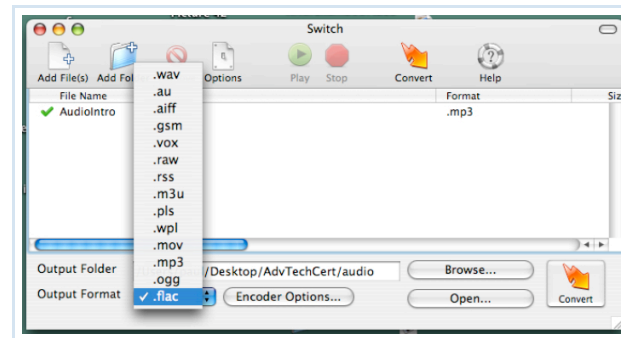 Switch
Add File(s) Add Fol Options Play Stop Convert Help
File Name Format Siz
AudioIntro .mp3
.wav
.au
.aiff
.gsm
.vox
.raw
.rss
.m3u
.pls
.wpl
.mov
.mp3
.ogg
.flac
Output Folder /Desktop/AdvTechCert/audio Browse...
Output Format Encoder Options... Open... Convert